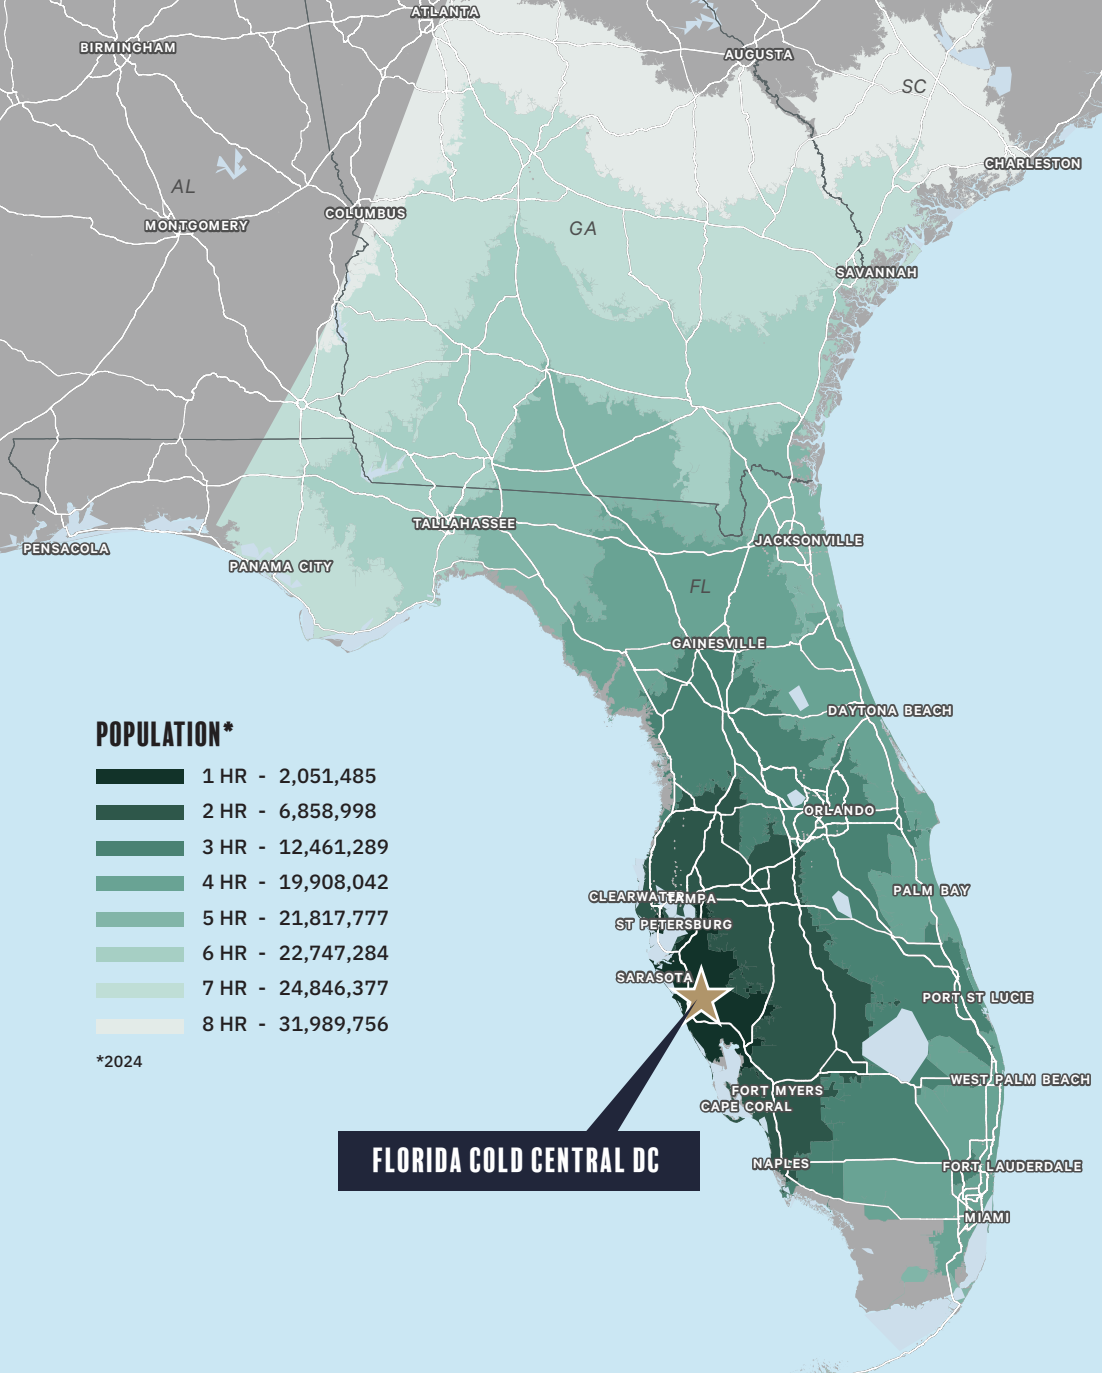 ATLANTA
BIRMINGHAM
AUGUSTA
SC
CHARLESTON
AL
COLUMBUS
MONTGOMERY
GA
SAVANNAH
TALLAHASSEE
JACKSONVILLE
PENSACOLA
PANAMA CITY
FL
GAINESVILLE
DAYTONA BEACH
POPULATION*
1 HR - 2,051,485
2 HR - 6,858,998
3 HR - 12,461,289
4 HR - 19,908,042
5 HR - 21,817,777
6 HR - 22,747,284
7 HR - 24,846,377
8 HR - 31,989,756
*2024
ORLANDO
PALM BAY
CLEARWATER
TAMPA
ST PETERSBURG
SARASOTA
PORT ST LUCIE
WEST PALM BEACH
FORT MYERS
CAPE CORAL
FLORIDA COLD CENTRAL DC
NAPLES
FORT LAUDERDALE
MIAMI